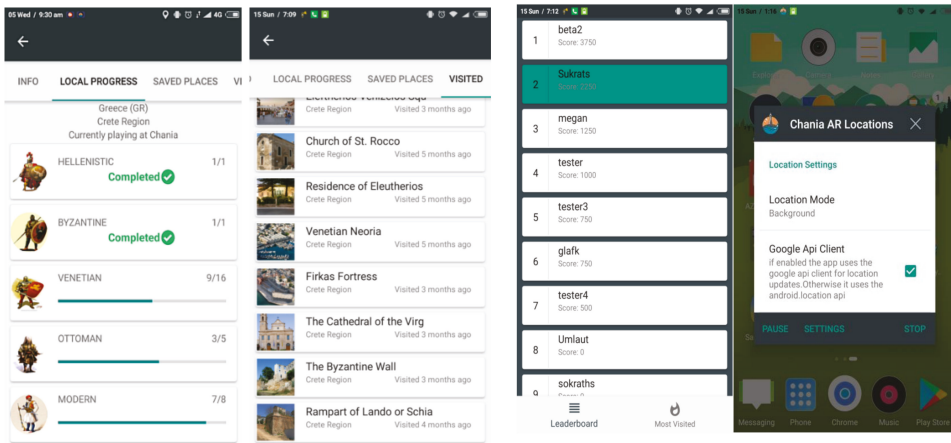 05 Wed / 9:30 am
4G
INFO
LOCAL PROGRESS
SAVED PLACES
Greece (GR)
Crete Region
Currently playing at Chania
HELLENISTIC
1/1
Completed
BYZANTINE
1/1
Completed
VENETIAN
9/16
OTTOMAN
3/5
MODERN
7/8
15 Sun / 7:09
LOCAL PROGRESS
SAVED PLACES
VISITED
Crete Region
Visited 3 months ago
Church of St. Rocco
Crete Region
Visited 5 months ago
Residence of Eleutherios
Crete Region
Visited 5 months ago
Venetian Neoria
Crete Region
Visited 5 months ago
Firkas Fortress
Crete Region
Visited 3 months ago
The Cathedral of the Virg
Crete Region
Visited 3 months ago
The Byzantine Wall
Crete Region
Visited 3 months ago
Rampart of Lando or Schia
Crete Region
Visited 4 months ago
15 Sun / 7:12
1
beta2
Score: 3750
2
Sukrats
3
megan
Score: 1250
4
tester
Score: 1000
5
tester3
Score: 750
6
glafk
Score: 750
7
tester4
Score: 500
8
Umlaut
Score: 0
9
sokraths
Leaderboard
Most Visited
15 Sun / 1:16
Chania AR Locations
Location Settings
Location Mode
Background
Google Api Client
if enabled the app uses the
google api client for location
updates.Otherwise it uses the
android.location api
PAUSE
SETTINGS
STOP
Messaging
Phone
Chrome
Music
Play Store